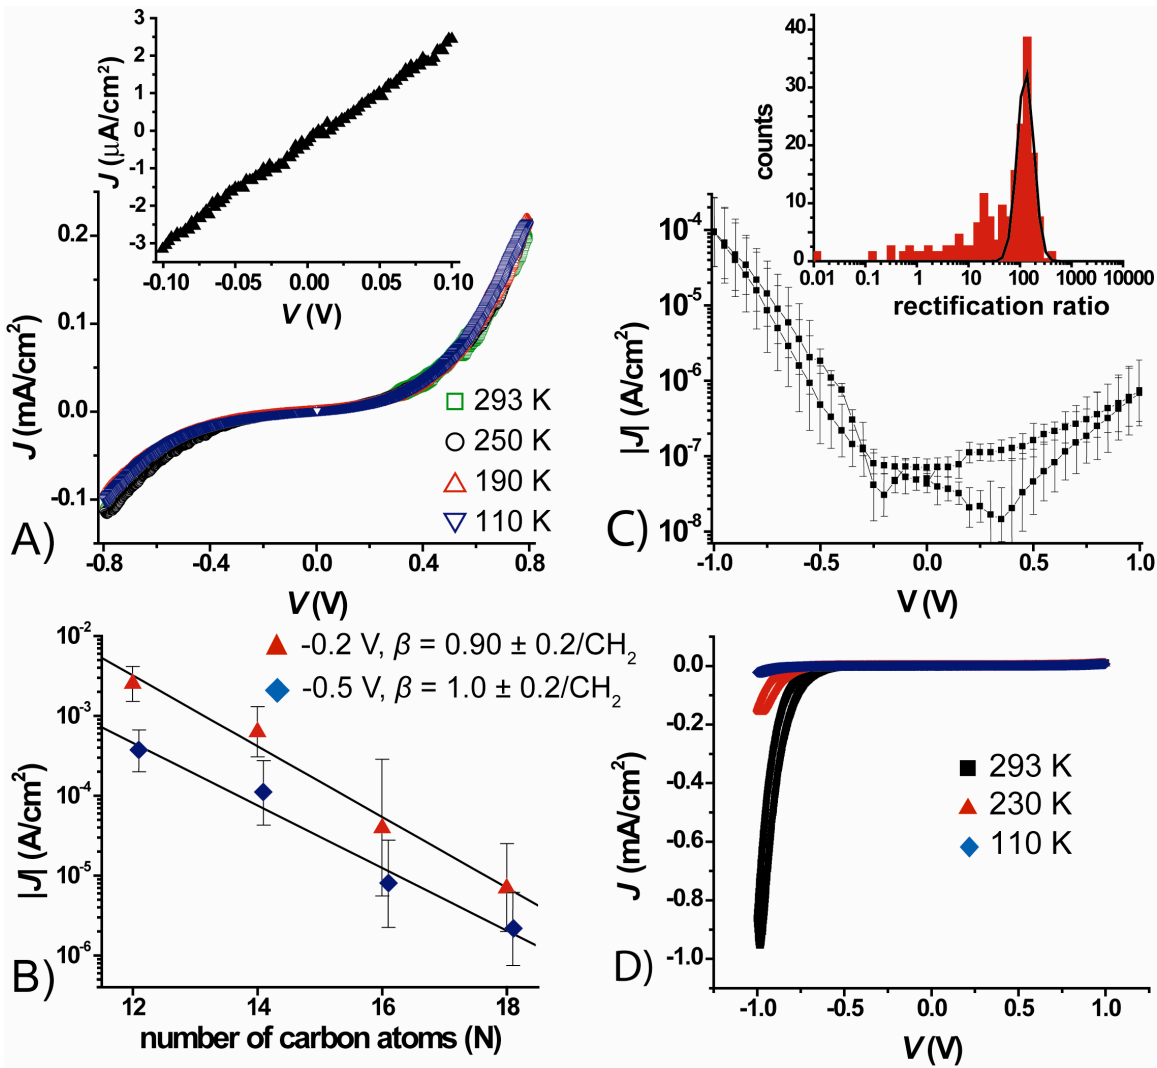 A)
J (μA/cm2)
3
2
1
0
-1
-2
-3
-0.10 -0.05 0.00 0.05 0.10
V (V)
J (mA/cm2)
0.2
0.1
0.0
-0.1
293 K
250 K
190 K
110 K
-0.8 -0.4 0.0 0.4 0.8
V (V)
C)
counts
40
30
20
10
0
0.01 0.1 1 10 100 1000 10000
rectification ratio
|J| (A/cm2)
10-4
10-5
10-6
10-7
10-8
-1.0 -0.5 0.0 0.5 1.0
V (V)
B)
|J| (A/cm2)
10-2
10-3
10-4
10-5
10-6
-0.2 V, β = 0.90 ± 0.2/CH2
-0.5 V, β = 1.0 ± 0.2/CH2
12 14 16 18
number of carbon atoms (N)
D)
J (mA/cm2)
0.0
-0.2
-0.4
-0.6
-0.8
-1.0
293 K
230 K
110 K
-1.0 -0.5 0.0 0.5 1.0
V (V)